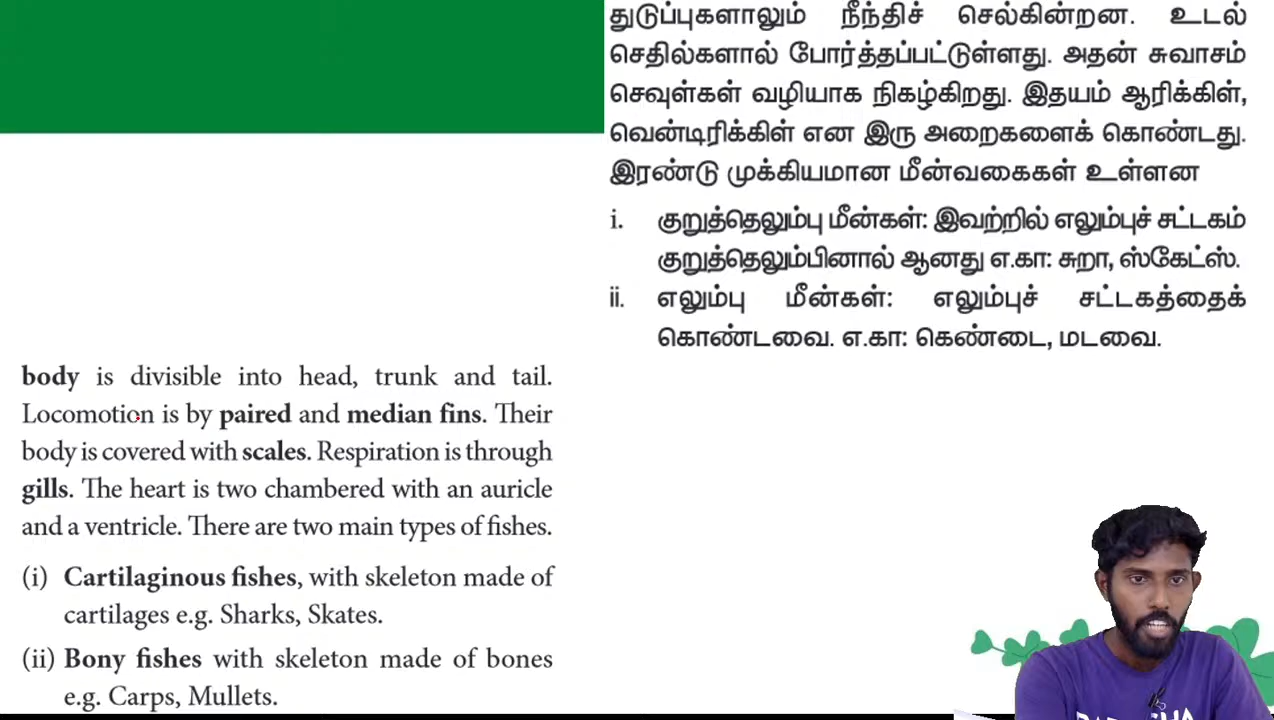 துடுப்புகளாலும் நீந்திச் செல்கின்றன. உடல்
செதில்களால் போர்த்தப்பட்டுள்ளது. அதன் சுவாசம்
செவுள்கள் வழியாக நிகழ்கிறது. இதயம் ஆரிக்கிள்,
வென்டிரிக்கிள் என இரு அறைகளைக் கொண்டது.
இரண்டு முக்கியமான மீன்வகைகள் உள்ளன
i. குறுத்தெலும்பு மீன்கள்: இவற்றில் எலும்புச் சட்டகம்
குறுத்தெலும்பினால் ஆனது எ.கா: சுறா, ஸ்கேட்ஸ்.
ii. எலும்பு மீன்கள்: எலும்புச் சட்டகத்தைக்
கொண்டவை. எ.கா: கெண்டை, மடவை.
body is divisible into head, trunk and tail.
Locomotion is by paired and median fins. Their
body is covered with scales. Respiration is through
gills. The heart is two chambered with an auricle
and a ventricle. There are two main types of fishes.
(i) Cartilaginous fishes, with skeleton made of
cartilages e.g. Sharks, Skates.
(ii) Bony fishes with skeleton made of bones
e.g. Carps, Mullets.